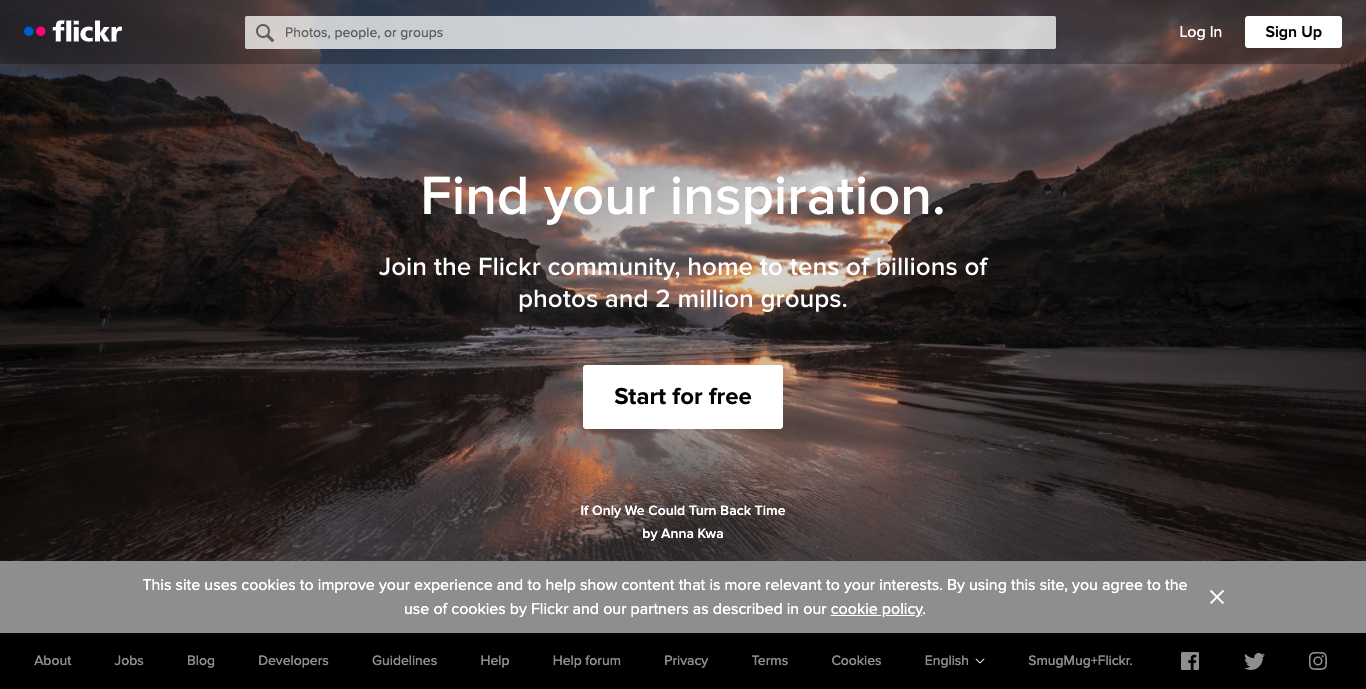 flickr
Photos, people, or groups
Log In
Sign Up
Find your inspiration.
Join the Flickr community, home to tens of billions of
photos and 2 million groups.
Start for free
If Only We Could Turn Back Time
by Anna Kwa
This site uses cookies to improve your experience and to help show content that is more relevant to your interests. By using this site, you agree to the
use of cookies by Flickr and our partners as described in our cookie policy.
About
Jobs
Blog
Developers
Guidelines
Help
Help forum
Privacy
Terms
Cookies
English
SmugMug+Flickr.